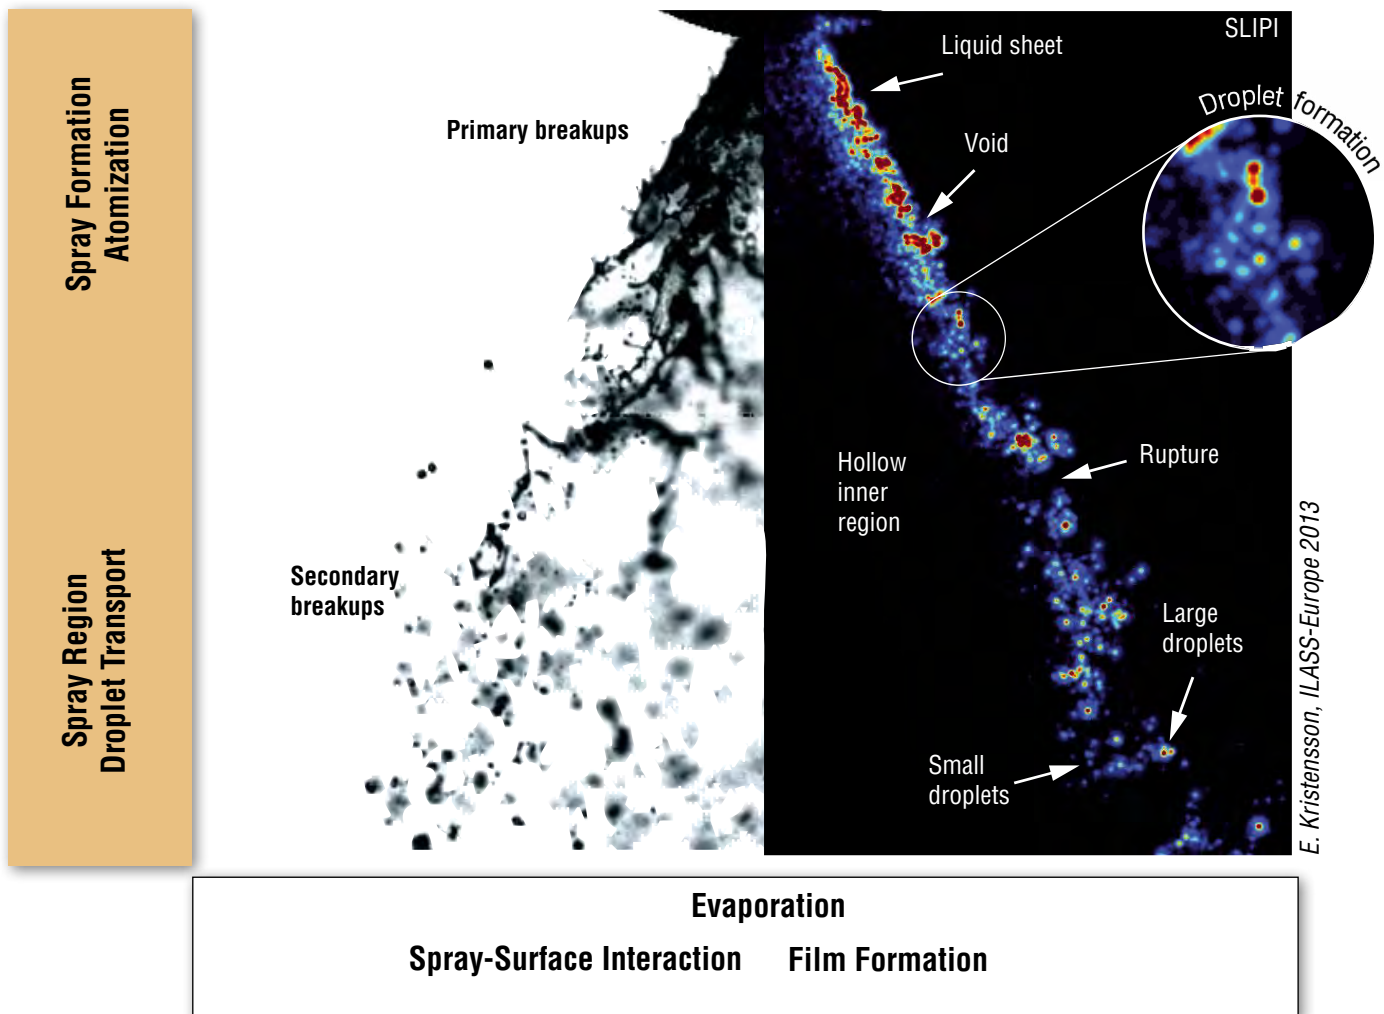 Spray Formation
Atomization
Spray Region
Droplet Transport
Primary breakups
Secondary
breakups
SLIPI
Liquid sheet
Void
Droplet formation
Hollow
inner
region
Rupture
Large
droplets
Small
droplets
E. Kristensson, ILASS-Europe 2013
Evaporation
Spray-Surface Interaction Film Formation